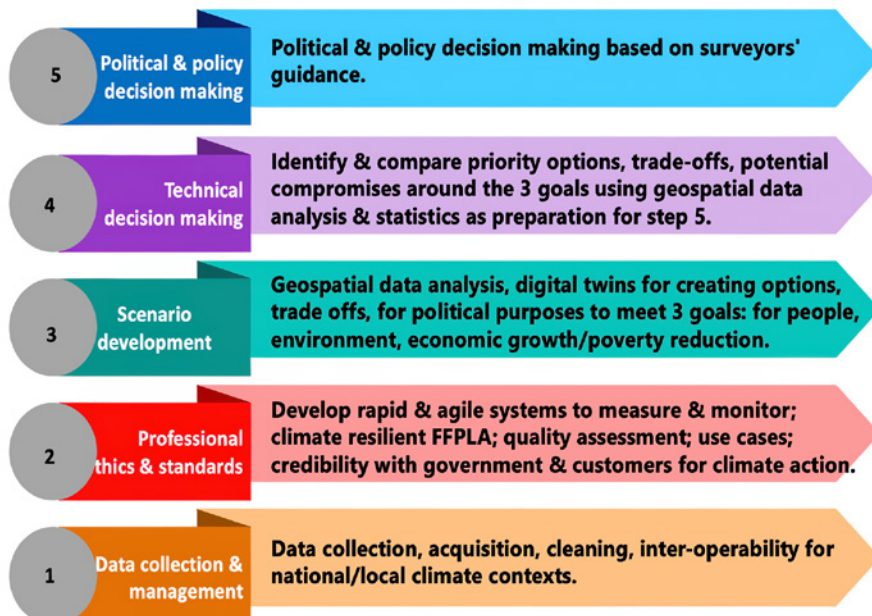 5
Political & policy
decision making
Political & policy decision making based on surveyors'
guidance.
4
Technical
decision making
Identify & compare priority options, trade-offs, potential
compromises around the 3 goals using geospatial data
analysis & statistics as preparation for step 5.
3
Scenario
development
Geospatial data analysis, digital twins for creating options,
trade offs, for political purposes to meet 3 goals: for people,
environment, economic growth/poverty reduction.
2
Professional
thics & standards
Develop rapid & agile systems to measure & monitor;
climate resilient FFPLA; quality assessment; use cases;
credibility with government & customers for climate action.
1
Data collection &
management
Data collection, acquisition, cleaning, inter-operability for
national/local climate contexts.